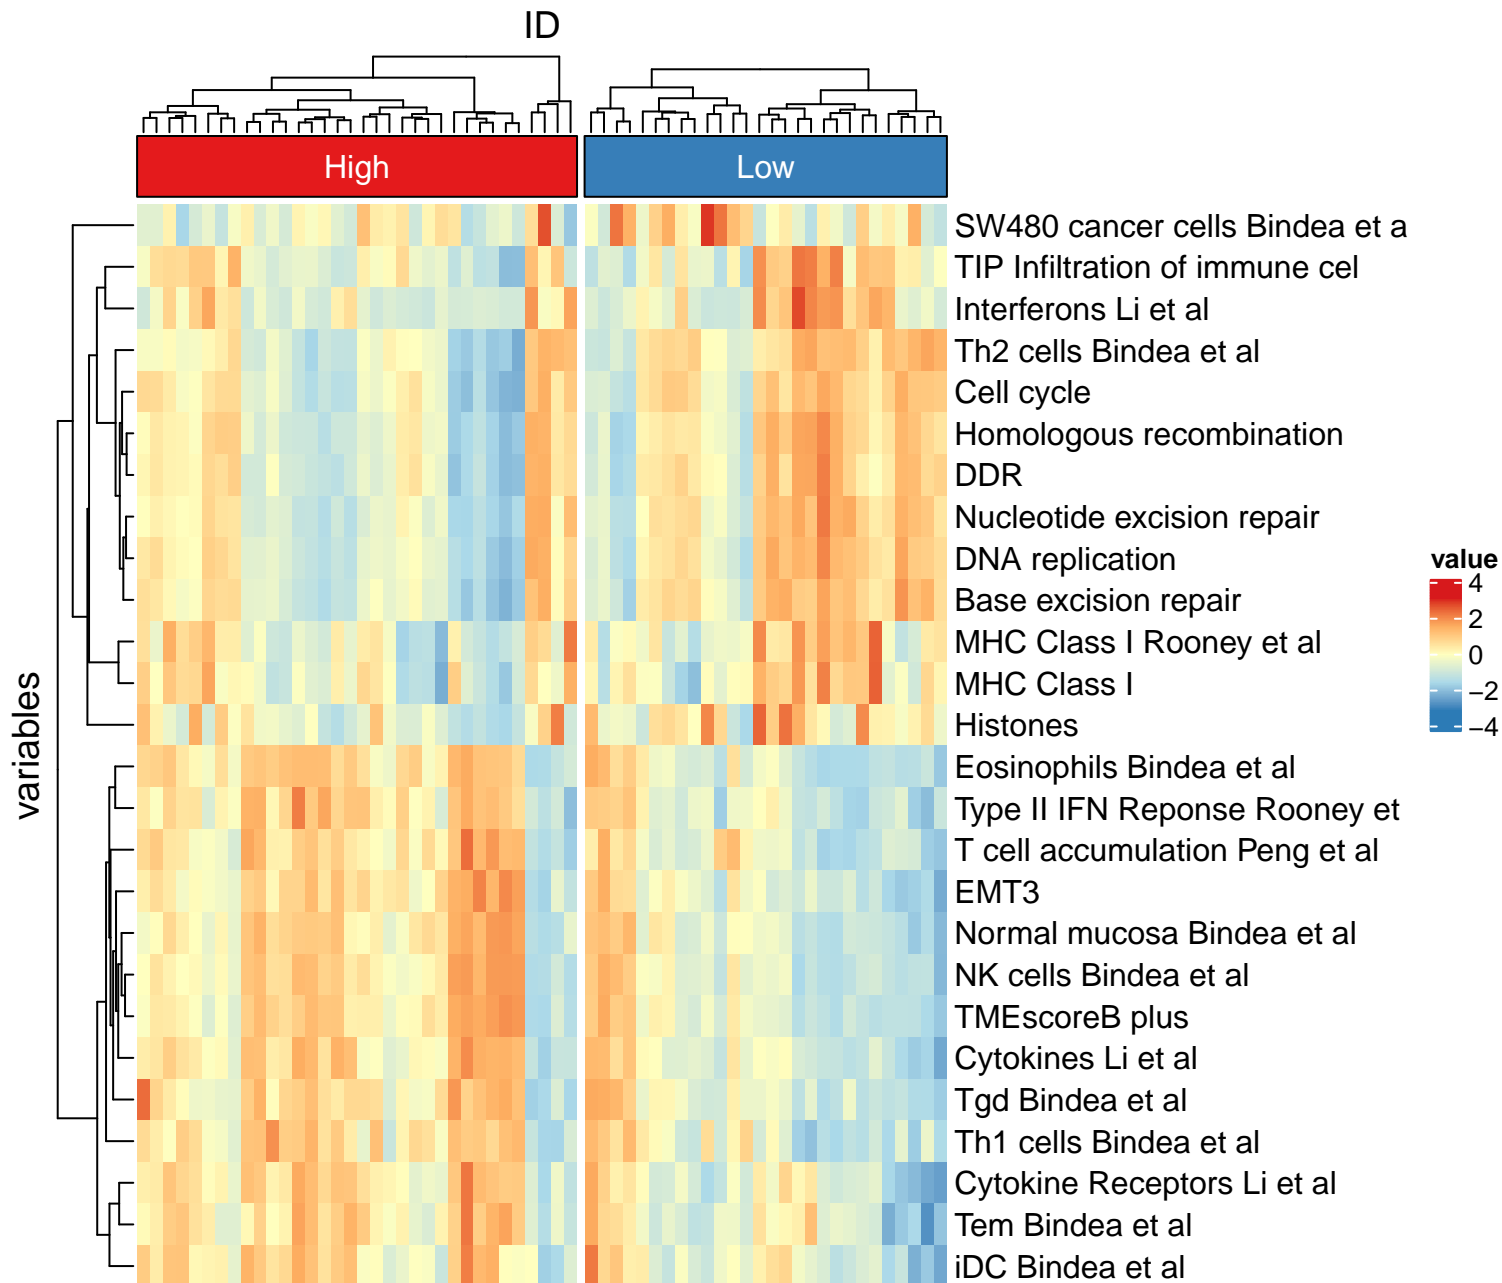 ID
High
Low
SW480 cancer cells Bindea et a
TIP Infiltration of immune cel
Interferons Li et al
Th2 cells Bindea et al
Cell cycle
Homologous recombination
DDR
Nucleotide excision repair
DNA replication
Base excision repair
MHC Class I Rooney et al
MHC Class I
Histones
Eosinophils Bindea et al
Type II IFN Reponse Rooney et
T cell accumulation Peng et al
EMT3
Normal mucosa Bindea et al
NK cells Bindea et al
TMEscoreB plus
Cytokines Li et al
Tgd Bindea et al
Th1 cells Bindea et al
Cytokine Receptors Li et al
Tem Bindea et al
iDC Bindea et al
variables
value
4
2
0
−2
−4